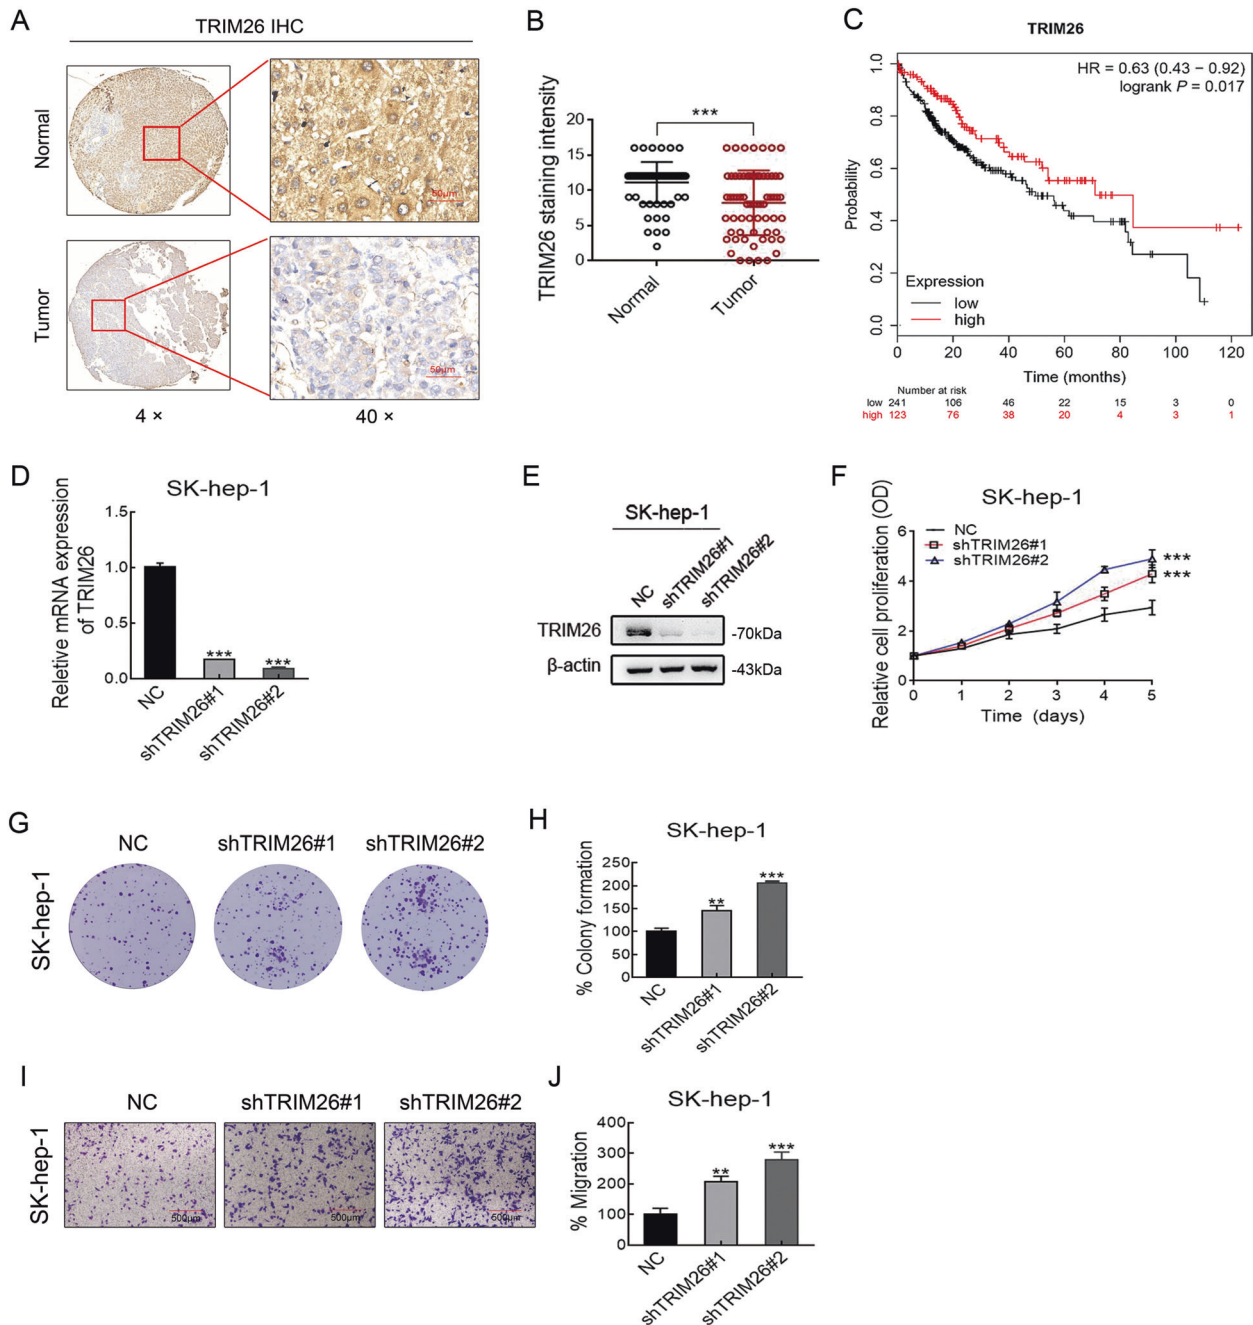 A
TRIM26 IHC
Normal
50μm
Tumor
50μm
4 ×
40 ×
B
***
TRIM26 staining intensity
20
15
10
5
0
Normal
Tumor
C
TRIM26
HR = 0.63 (0.43 − 0.92)
logrank P = 0.017
Probability
1.0
0.8
0.6
0.4
0.2
0.0
Expression
low
high
0 20 40 60 80 100 120
Time (months)
Number at risk
low 241 106 46 22 15 3 0
high 123 76 38 20 4 3 1
D
SK-hep-1
Reletive mRNA expression
of TRIM26
1.5
1.0
0.5
0.0
***
***
NC
shTRIM26#1
shTRIM26#2
E
SK-hep-1
NC
shTRIM26#1
shTRIM26#2
TRIM26
-70kDa
β-actin
-43kDa
F
SK-hep-1
Relative cell proliferation (OD)
6
4
2
0
NC
shTRIM26#1
shTRIM26#2
***
***
0 1 2 3 4 5
Time (days)
G
NC
shTRIM26#1
shTRIM26#2
SK-hep-1
H
SK-hep-1
% Colony formation
250
200
150
100
50
0
**
***
NC
shTRIM26#1
shTRIM26#2
I
NC
shTRIM26#1
shTRIM26#2
SK-hep-1
500μm
500μm
500μm
J
SK-hep-1
% Migration
400
300
200
100
0
**
***
NC
shTRIM26#1
shTRIM26#2